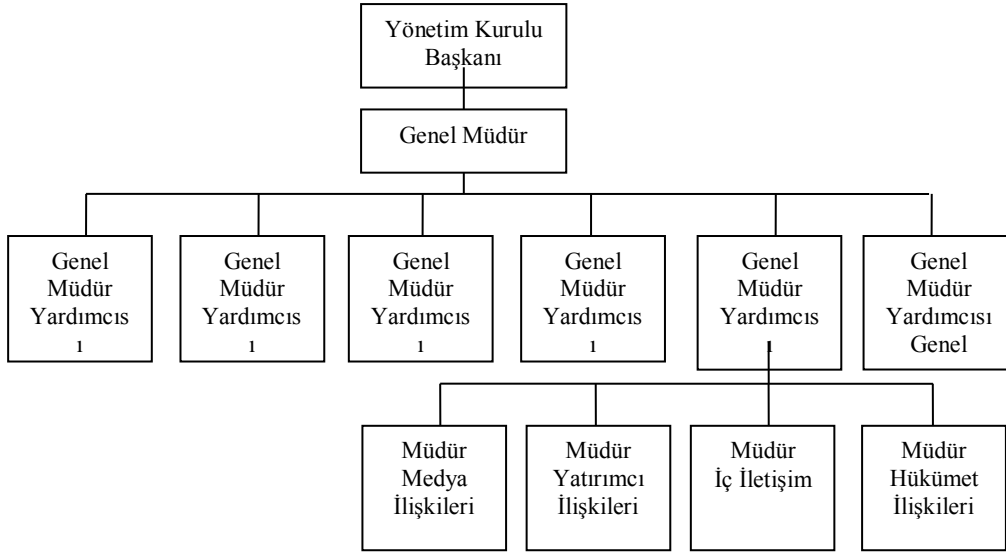 Yönetim Kurulu
Başkanı
Genel Müdür
Genel
Müdür
Yardımcıs
ı
Genel
Müdür
Yardımcıs
ı
Genel
Müdür
Yardımcıs
ı
Genel
Müdür
Yardımcıs
ı
Genel
Müdür
Yardımcıs
ı
Genel
Müdür
Yardımcısı
Genel
Müdür
Medya
İlişkileri
Müdür
Yatırımcı
İlişkileri
Müdür
İç İletişim
Müdür
Hükümet
İlişkileri